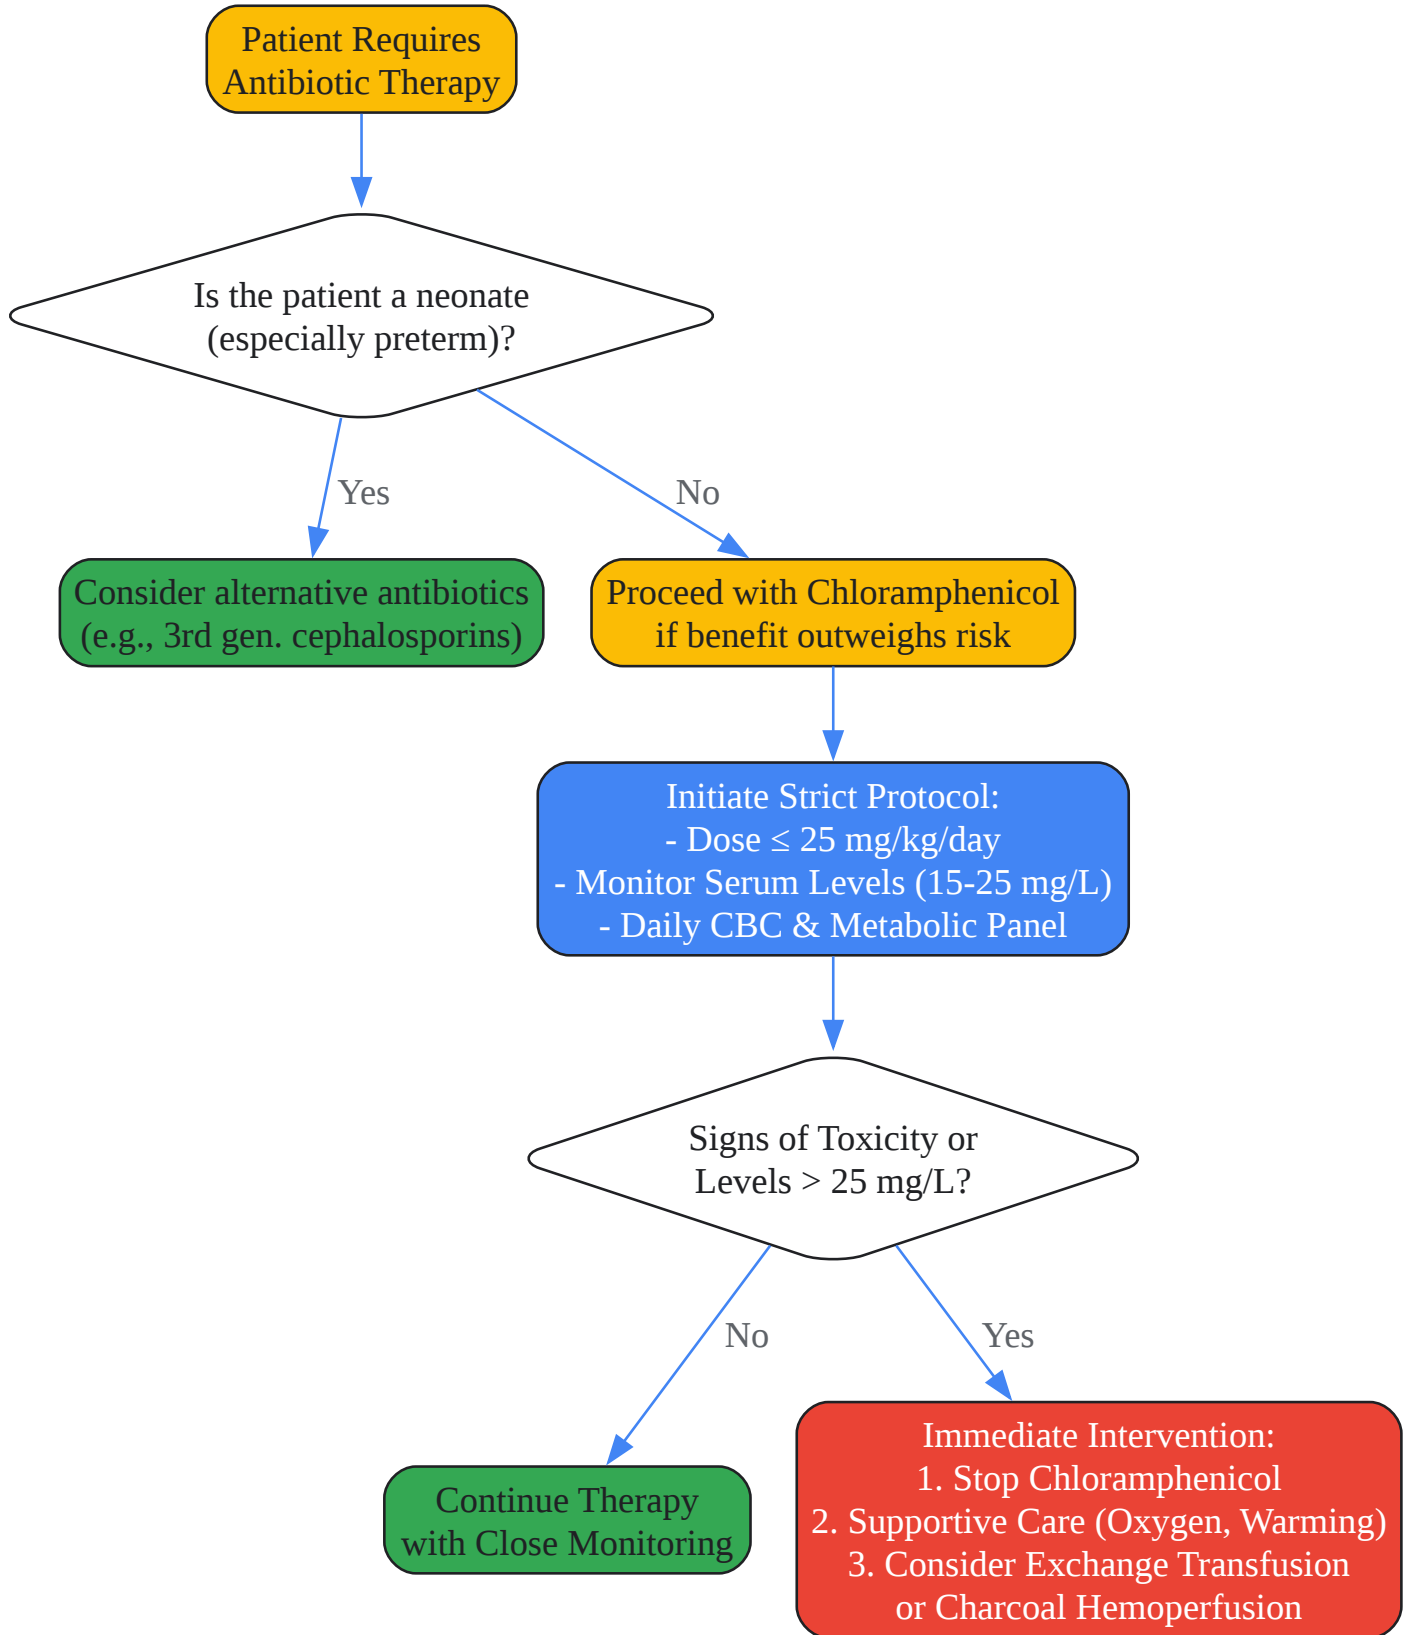 Patient Requires
Antibiotic Therapy
Is the patient a neonate
(especially preterm)?
Yes
No
Consider alternative antibiotics
(e.g., 3rd gen. cephalosporins)
Proceed with Chloramphenicol
if benefit outweighs risk
Initiate Strict Protocol:
- Dose ≤ 25 mg/kg/day
- Monitor Serum Levels (15-25 mg/L)
- Daily CBC & Metabolic Panel
Signs of Toxicity or
Levels > 25 mg/L?
No
Yes
Continue Therapy
with Close Monitoring
Immediate Intervention:
1. Stop Chloramphenicol
2. Supportive Care (Oxygen, Warming)
3. Consider Exchange Transfusion
or Charcoal Hemoperfusion